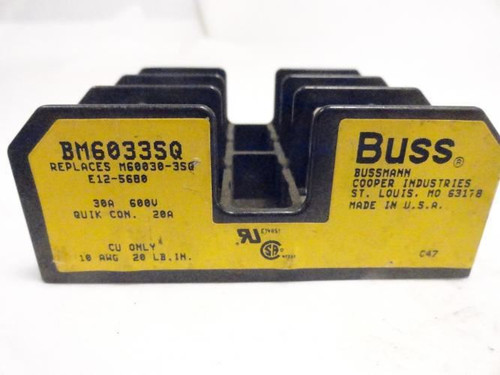 BM6033SQ
REPLACES M60030-3SQ
E12-5680
30A 600V
QUIK CON. 20A
CU ONLY
10 AWG 20 LB.IN.
Buss®
BUSSMANN
COOPER INDUSTRIES
ST. LOUIS, MO 63178
MADE IN U.S.A.
C47